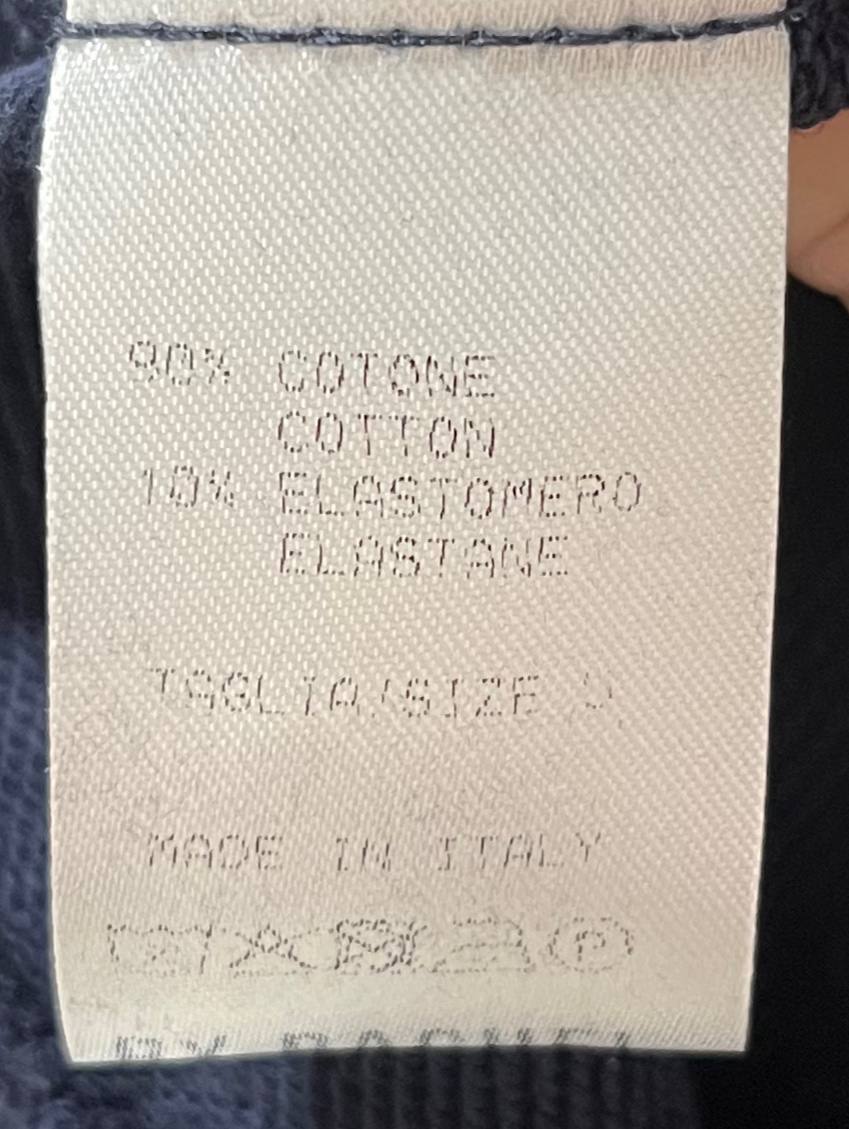 90% COTONE
COTTON
10% ELASTOMERO
ELASTANE
TAGLIA/SIZE
MADE IN ITALY
P